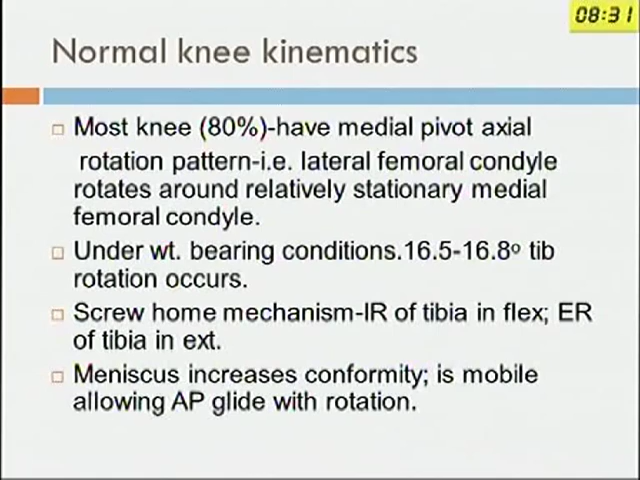 08:31
Normal knee kinematics
Most knee (80%)-have medial pivot axial
rotation pattern-i.e. lateral femoral condyle
rotates around relatively stationary medial
femoral condyle.
Under wt. bearing conditions.16.5-16.8º tib
rotation occurs.
Screw home mechanism-IR of tibia in flex; ER
of tibia in ext.
Meniscus increases conformity; is mobile
allowing AP glide with rotation.